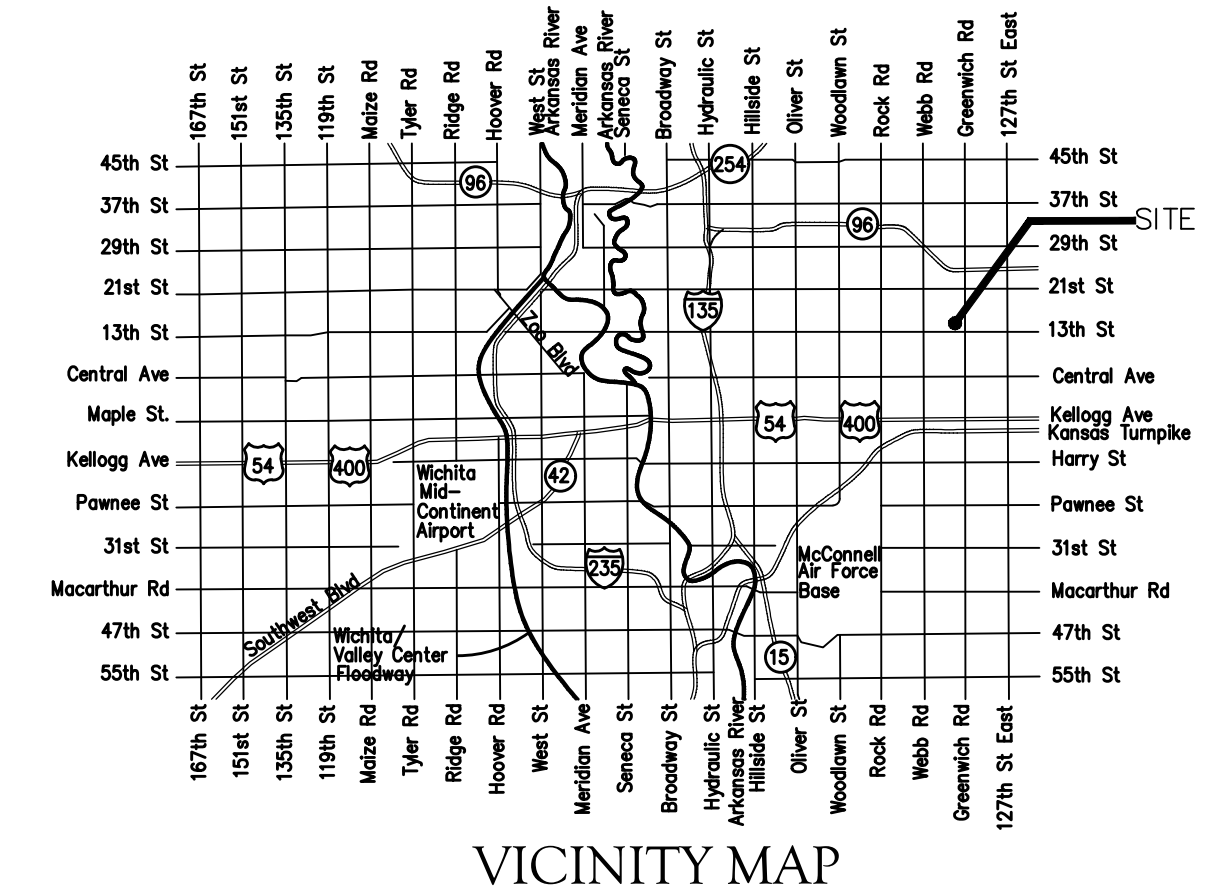 167th St
151st St
135th St
119th St
Maize Rd
Tyler Rd
Ridge Rd
Hoover Rd
West St
Arkansas River
Meridian Ave
Arkansas River
Seneca St
Broadway St
Hydraulic St
Hillside St
Oliver St
Woodlawn St
Rock Rd
Webb Rd
Greenwich Rd
127th St East
45th St
254
45th St
96
37th St
37th St
SITE
96
29th St
29th St
21st St
21st St
135
13th St
Zoo Blvd
13th St
Central Ave
Central Ave
Maple St.
54
400
Kellogg Ave
Kansas Turnpike
Kellogg Ave
54
400
Harry St
Wichita
Mid-
Continent
Airport
42
Pawnee St
Pawnee St
31st St
31st St
McConnell
Air Force
Base
235
Macarthur Rd
Macarthur Rd
Southwest Blvd
47th St
47th St
Wichita/
Valley Center
Floodway
15
55th St
55th St
167th St
151st St
135th St
119th St
Maize Rd
Tyler Rd
Ridge Rd
Hoover Rd
West St
Meridian Ave
Seneca St
Broadway St
Hydraulic St
Arkansas River
Hillside St
Oliver St
Woodlawn St
Rock Rd
Webb Rd
Greenwich Rd
127th St East
VICINITY MAP